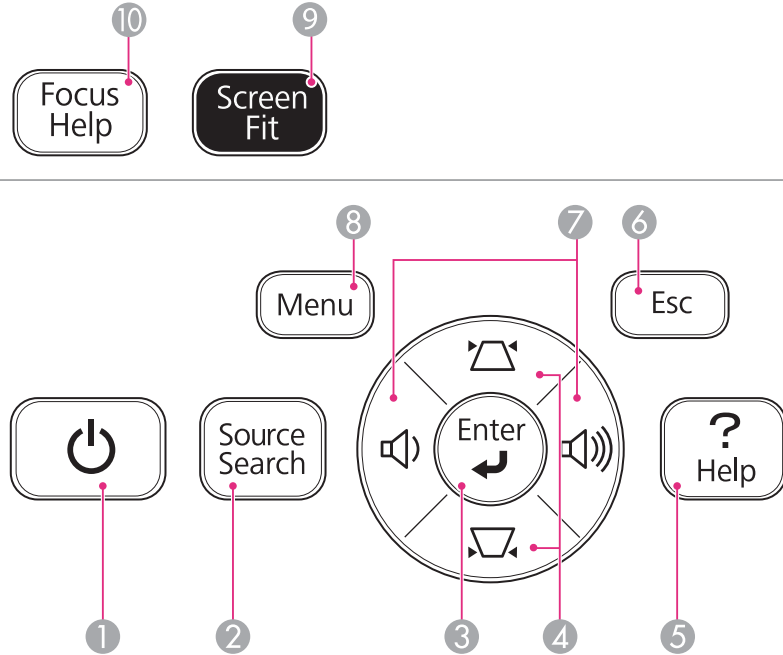 10
9
Focus
Help
Screen
Fit
8
7
6
Menu
Esc
Source
Search
Enter
?
Help
1
2
3
4
5